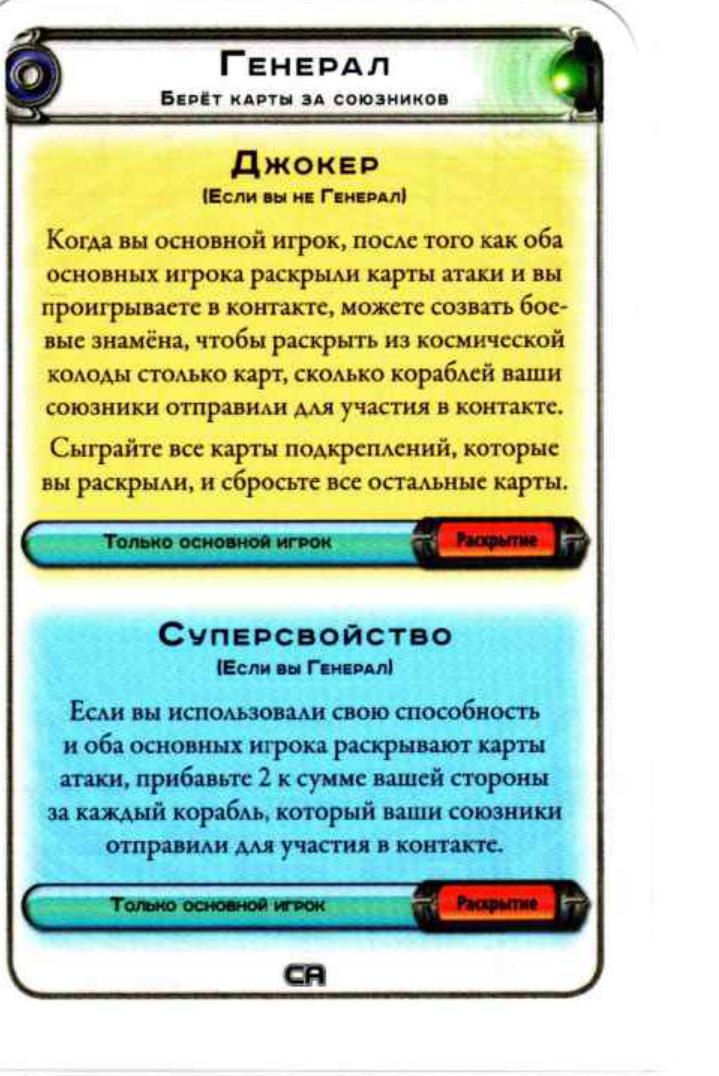 Генерал
Берёт карты за союзников
Джокер
(Если вы не Генерал)
Когда вы основной игрок, после того как оба
основных игрока раскрыли карты атаки и вы
проигрываете в контакте, можете созвать бое-
вые знамёна, чтобы раскрыть из космической
колоды столько карт, сколько кораблей ваши
союзники отправили для участия в контакте.
Сыграйте все карты подкреплений, которые
вы раскрыли, и сбросьте все остальные карты.
Только основной игрок Раскрытие
Суперсвойство
(Если вы Генерал)
Если вы использовали свою способность
и оба основных игрока раскрывают карты
атаки, прибавьте 2 к сумме вашей стороны
за каждый корабль, который ваши союзники
отправили для участия в контакте.
Только основной игрок Раскрытие
CA